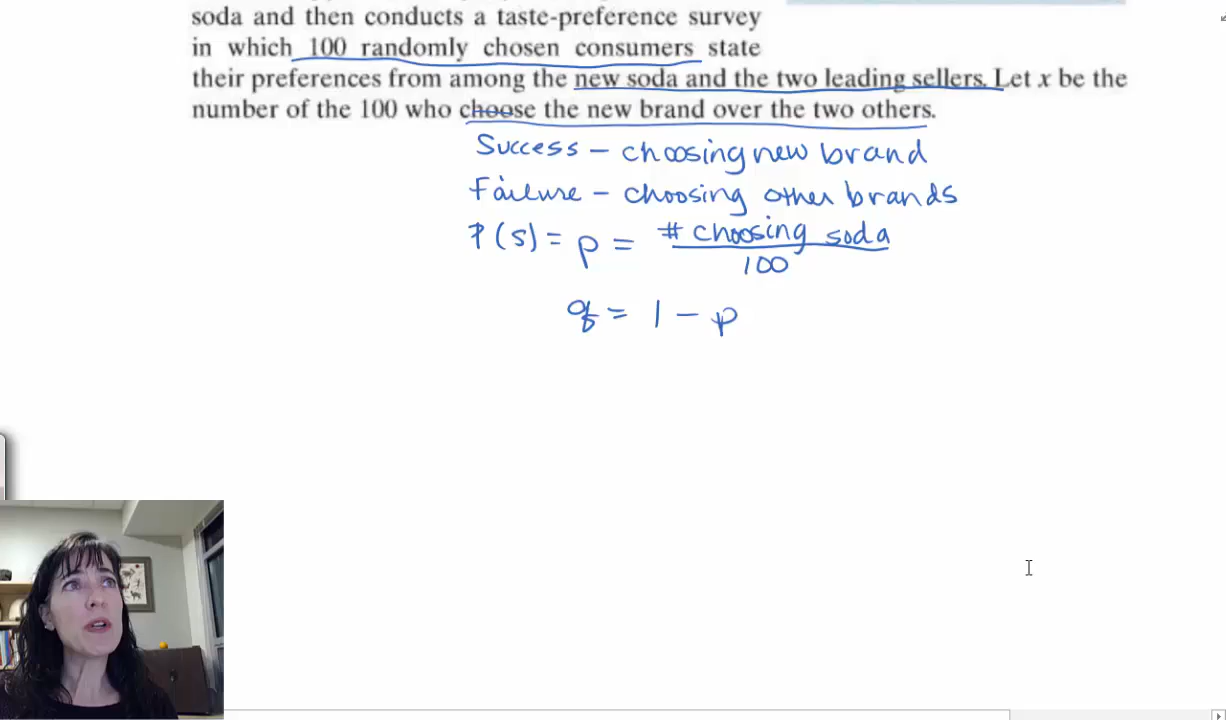 soda and then conducts a taste-preference survey
in which 100 randomly chosen consumers state
their preferences from among the new soda and the two leading sellers. Let x be the
number of the 100 who choose the new brand over the two others.
Success – choosing new brand
Failure – choosing other brands
P(S) = p = # choosing soda
100
q = 1 – p